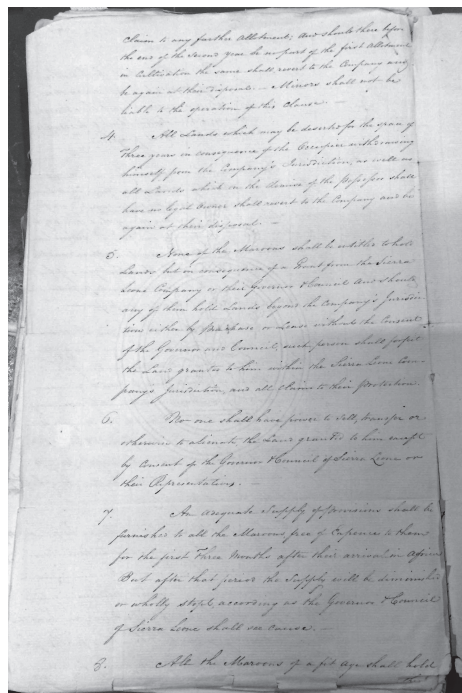 Claim to any further Allotment; And should there before
the end of the Second year be no part of the first Allotment
in Cultivation the same shall revert to the Company and
be again at their disposal — Minors shall not be
liable to the operation of this Clause —
4. All Lands which may be deserted for the space of
Three years in consequence of the Occupier withdrawing
himself from the Company's Jurisdiction, as well as
all Lands which in the decease of the Possessor shall
have no legal Owner shall revert to the Company and be
again at their disposal —
5. None of the Maroons shall be entitled to hold
Lands but in consequence of a Grant from the Sierra
Leone Company or their Governor & Council And should
any of them hold Lands beyond the Company's Jurisdic-
tion either by Purchase or Lease without the Consent
of the Governor and Council, such person shall forfeit
the Land granted to him within the Sierra Leone Com-
pany's Jurisdiction, and all Claim to their Protection.
6. No one shall have power to Sell, transfer or
otherwise to alienate the Land granted to him except
by Consent of the Governor & Council of Sierra Leone or
their Representatives. —
7. An adequate Supply of Provisions shall be
furnished to all the Maroons free of Expence to them
for the first Three Months after their arrival in Africa
But after that period the Supply will be diminished
or wholly stopt, according as the Governor & Council
of Sierra Leone shall see cause. —
8. All the Maroons of a fit Age shall hold